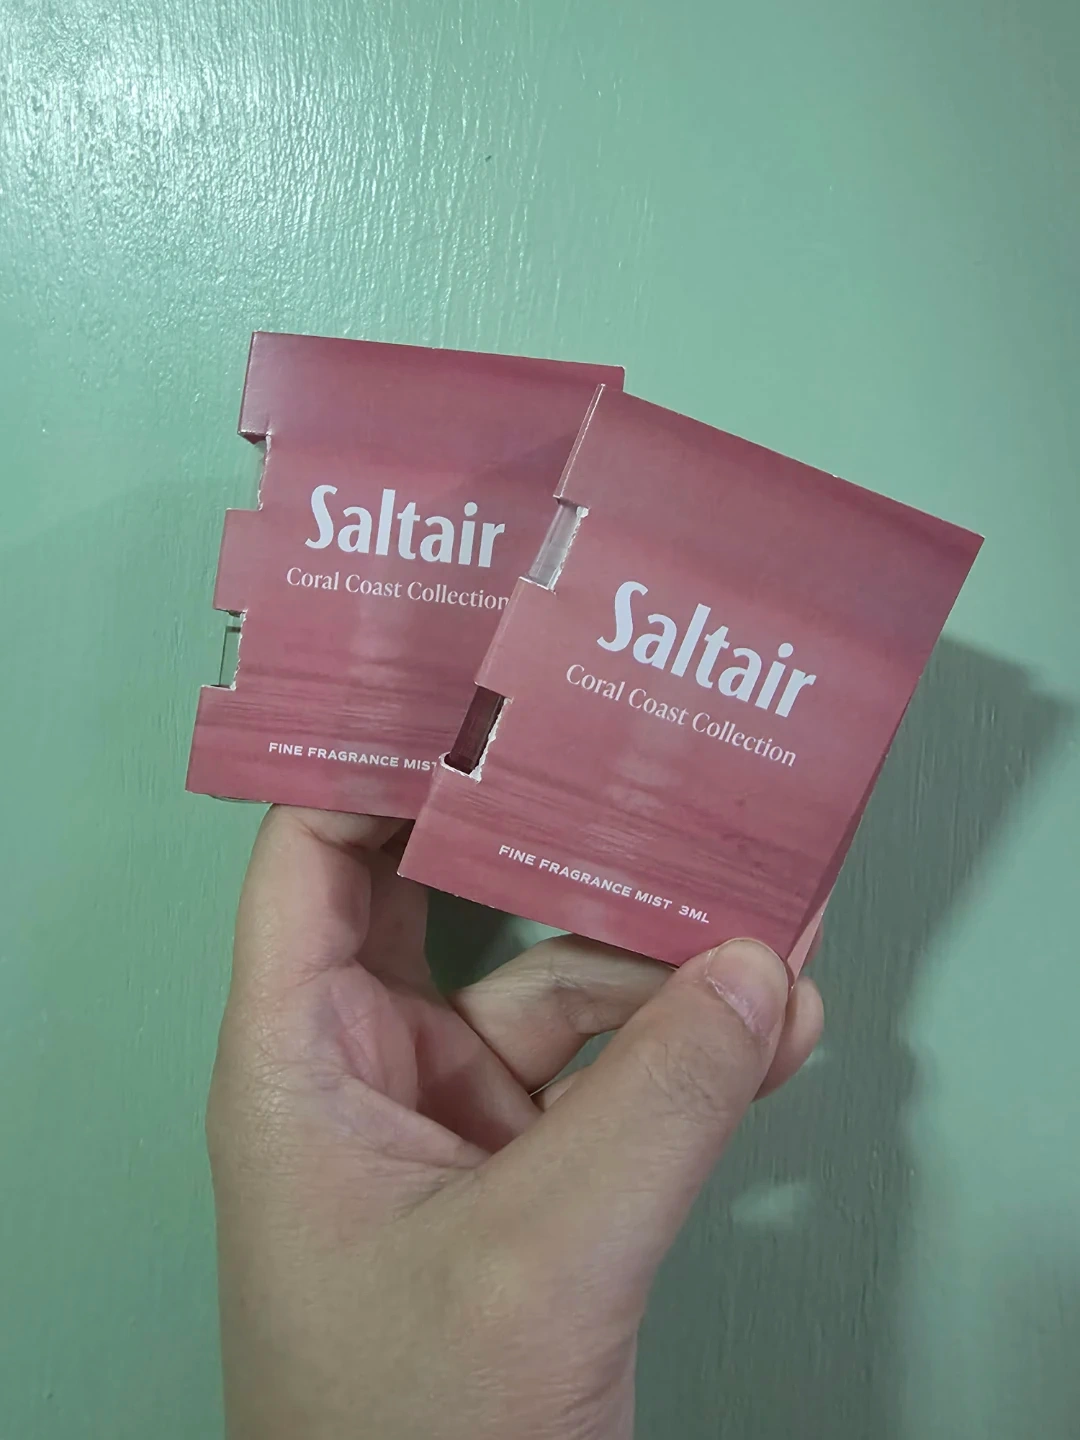 Saltair
Coral Coast Collection
FINE FRAGRANCE MIST
Saltair
Coral Coast Collection
FINE FRAGRANCE MIST 3ML